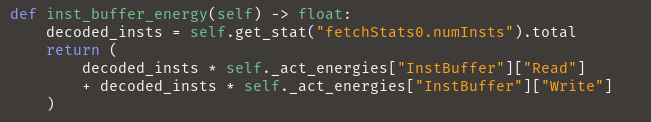 def inst_buffer_energy(self) -> float:
    decoded_insts = self.get_stat("fetchStats0.numInsts").total
    return (
        decoded_insts * self._act_energies["InstBuffer"]["Read"]
        + decoded_insts * self._act_energies["InstBuffer"]["Write"]
    )